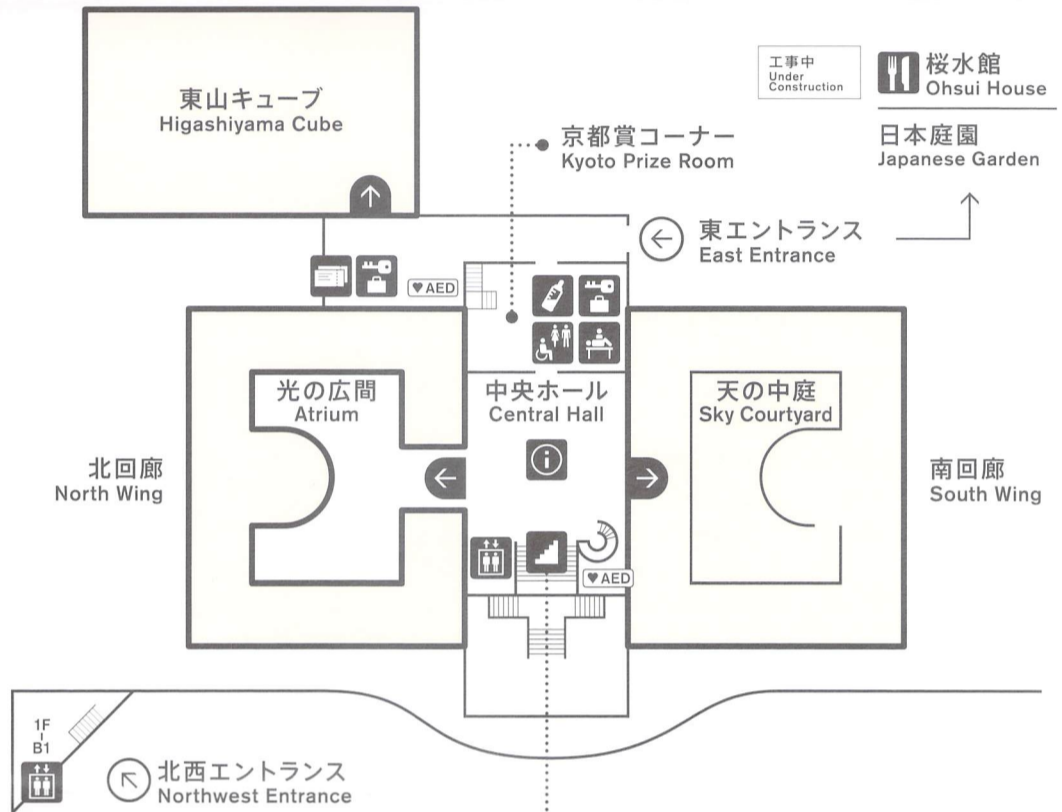 東山キューブ
Higashiyama Cube
工事中
Under
Construction
桜水館
Ohsui House
日本庭園
Japanese Garden
京都賞コーナー
Kyoto Prize Room
東エントランス
East Entrance
AED
光の広間
Atrium
中央ホール
Central Hall
天の中庭
Sky Courtyard
北回廊
North Wing
南回廊
South Wing
AED
1F
B1
北西エントランス
Northwest Entrance